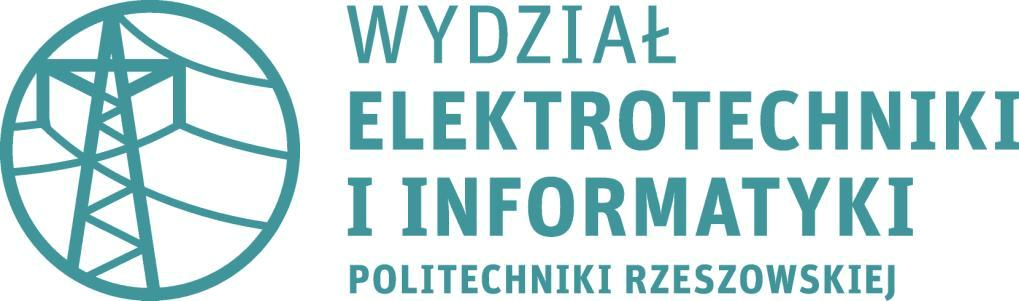 WYDZIAŁ
ELEKTROTECHNIKI
I INFORMATYKI
POLITECHNIKI RZESZOWSKIEJ